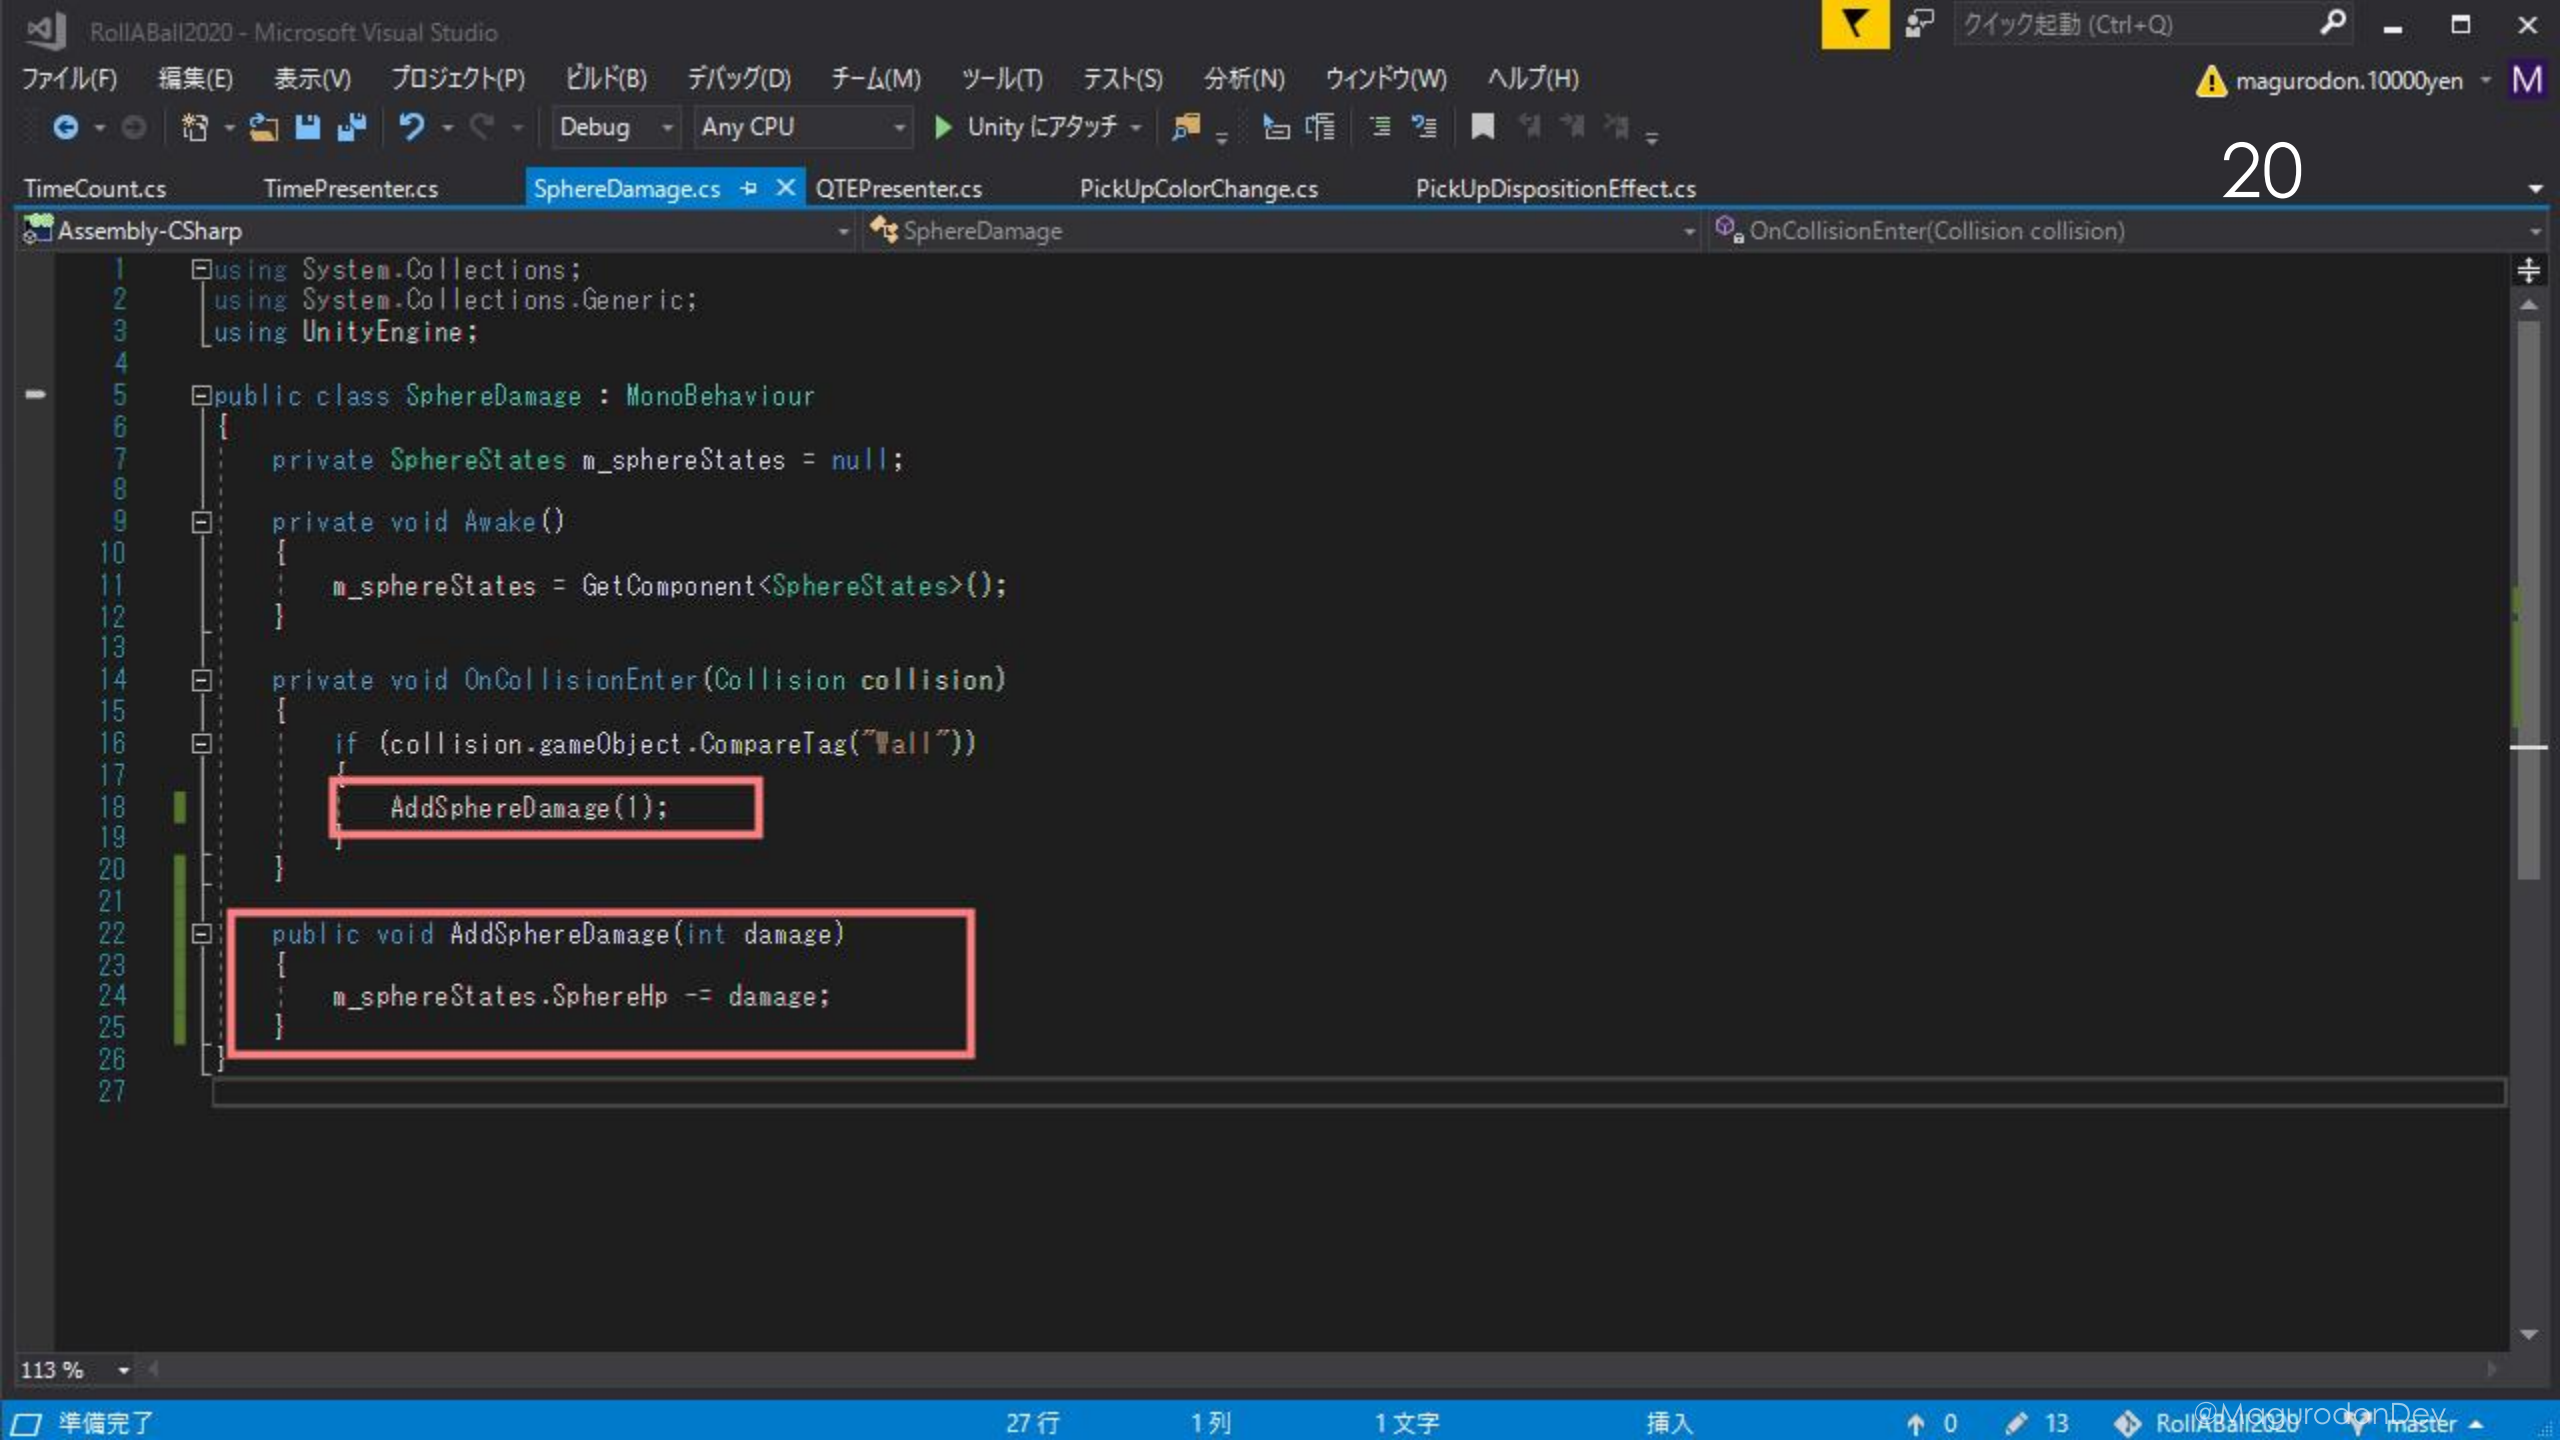 RollABall2020 - Microsoft Visual Studio
クイック起動 (Ctrl+Q)
ファイル(F) 編集(E) 表示(V) プロジェクト(P) ビルド(B) デバッグ(D) チーム(M) ツール(T) テスト(S) 分析(N) ウィンドウ(W) ヘルプ(H)
magurodon.10000yen M
Debug Any CPU Unity にアタッチ
20
TimeCount.cs TimePresenter.cs SphereDamage.cs QTEPresenter.cs PickUpColorChange.cs PickUpDispositionEffect.cs
Assembly-CSharp SphereDamage OnCollisionEnter(Collision collision)
1 using System.Collections;
2 using System.Collections.Generic;
3 using UnityEngine;
4
5 public class SphereDamage : MonoBehaviour
6 {
7 private SphereStates m_sphereStates = null;
8
9 private void Awake()
10 {
11 m_sphereStates = GetComponent<SphereStates>();
12 }
13
14 private void OnCollisionEnter(Collision collision)
15 {
16 if (collision.gameObject.CompareTag("Wall"))
17 {
18 AddSphereDamage(1);
19 }
20 }
21
22 public void AddSphereDamage(int damage)
23 {
24 m_sphereStates.SphereHp -= damage;
25 }
26 }
27
113 %
準備完了 27 行 1 列 1 文字 挿入 0 13 RollABall2020 master
@MagurodonDev